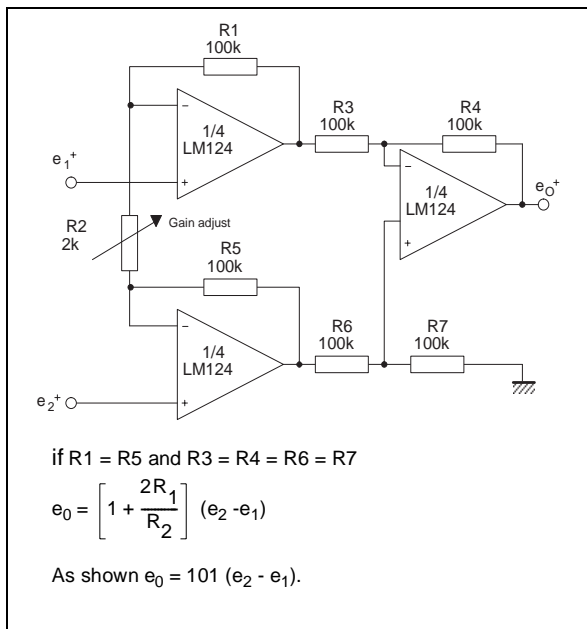 R1
100k
1/4
LM124
R3
100k
R4
100k
e₁⁺
1/4
LM124
e_O⁺
R2
2k
Gain adjust
R5
100k
1/4
LM124
R6
100k
R7
100k
e₂⁺
if R1 = R5 and R3 = R4 = R6 = R7
e₀ = [1 + 2R₁/R₂] (e₂ -e₁)
As shown e₀ = 101 (e₂ - e₁).